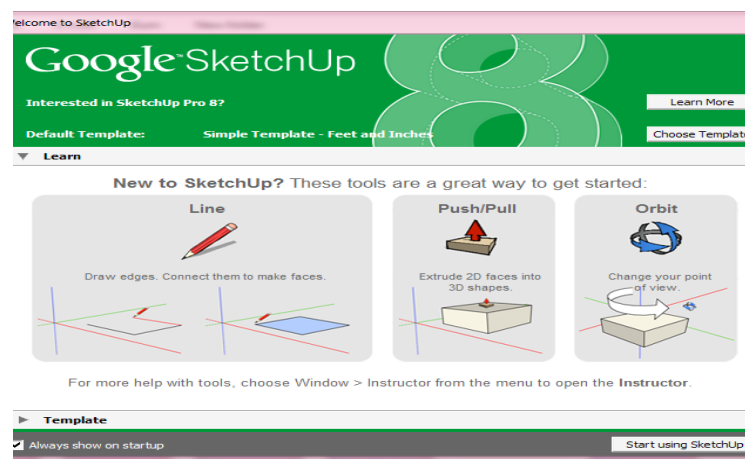 elcome to SketchUp
Google SketchUp
Interested in SketchUp Pro 8?
Learn More
Default Template: Simple Template - Feet and Inches
Choose Templat
Learn
New to SketchUp? These tools are a great way to get started:
Line
Draw edges. Connect them to make faces.
Push/Pull
Extrude 2D faces into
3D shapes.
Orbit
Change your point
of view.
For more help with tools, choose Window > Instructor from the menu to open the Instructor.
Template
Always show on startup
Start using SketchUp